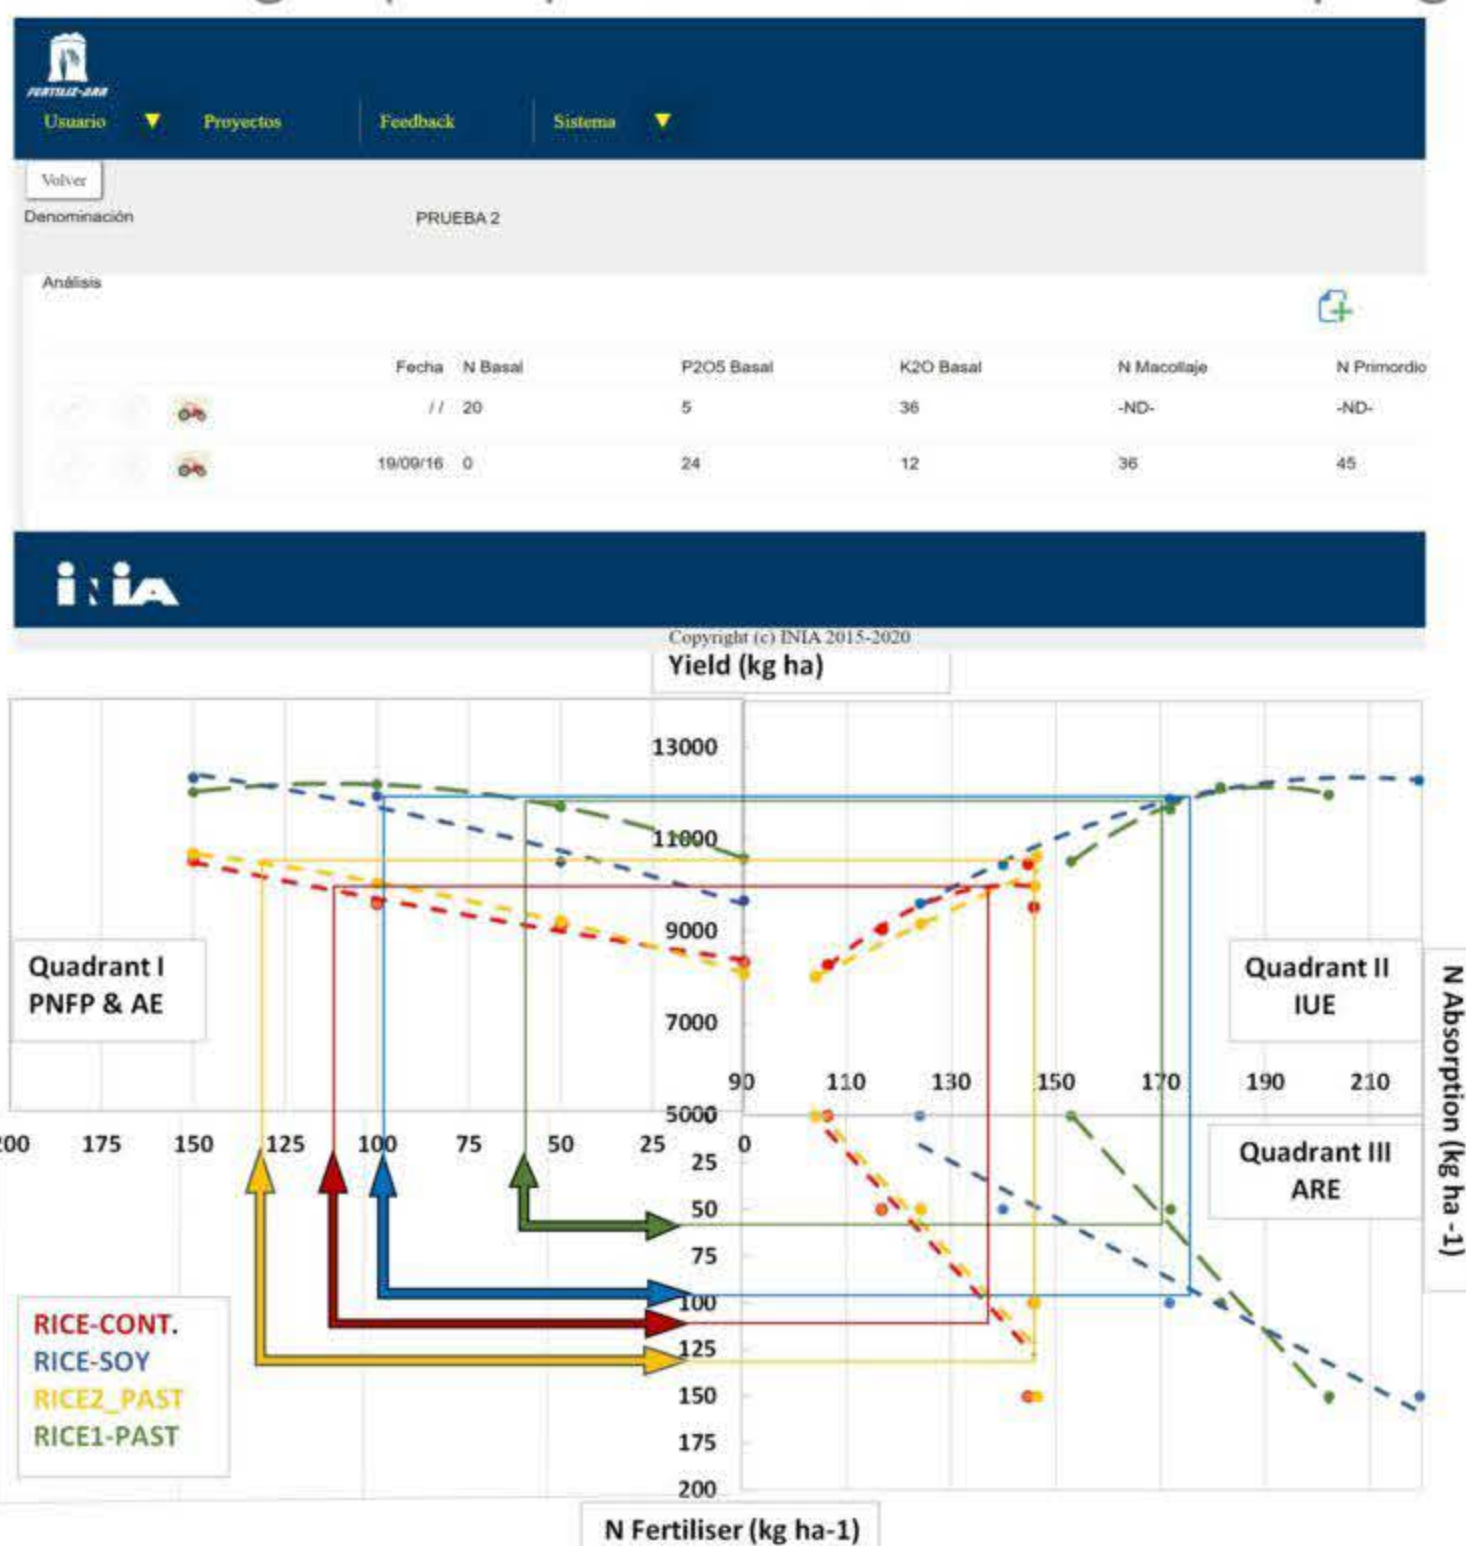 FERTILIZ-ARR
Usuario ▼ Proyectos Feedback Sistema ▼
Volver
Denominación PRUEBA 2
Análisis
Fecha N Basal P2O5 Basal K2O Basal N Macollaje N Primordio
/ / 20 5 36 -ND- -ND-
19/09/16 0 24 12 36 45
inia
Copyright (c) INIA 2015-2020
Yield (kg ha)
13000
11000
9000
7000
5000
Quadrant I
PNFP & AE
Quadrant II
IUE
90 110 130 150 170 190 210
N Absorption (kg ha -1)
200 175 150 125 100 75 50 25 0
0
25
50
75
100
125
150
175
200
Quadrant III
ARE
RICE-CONT.
RICE-SOY
RICE2_PAST
RICE1-PAST
N Fertiliser (kg ha-1)